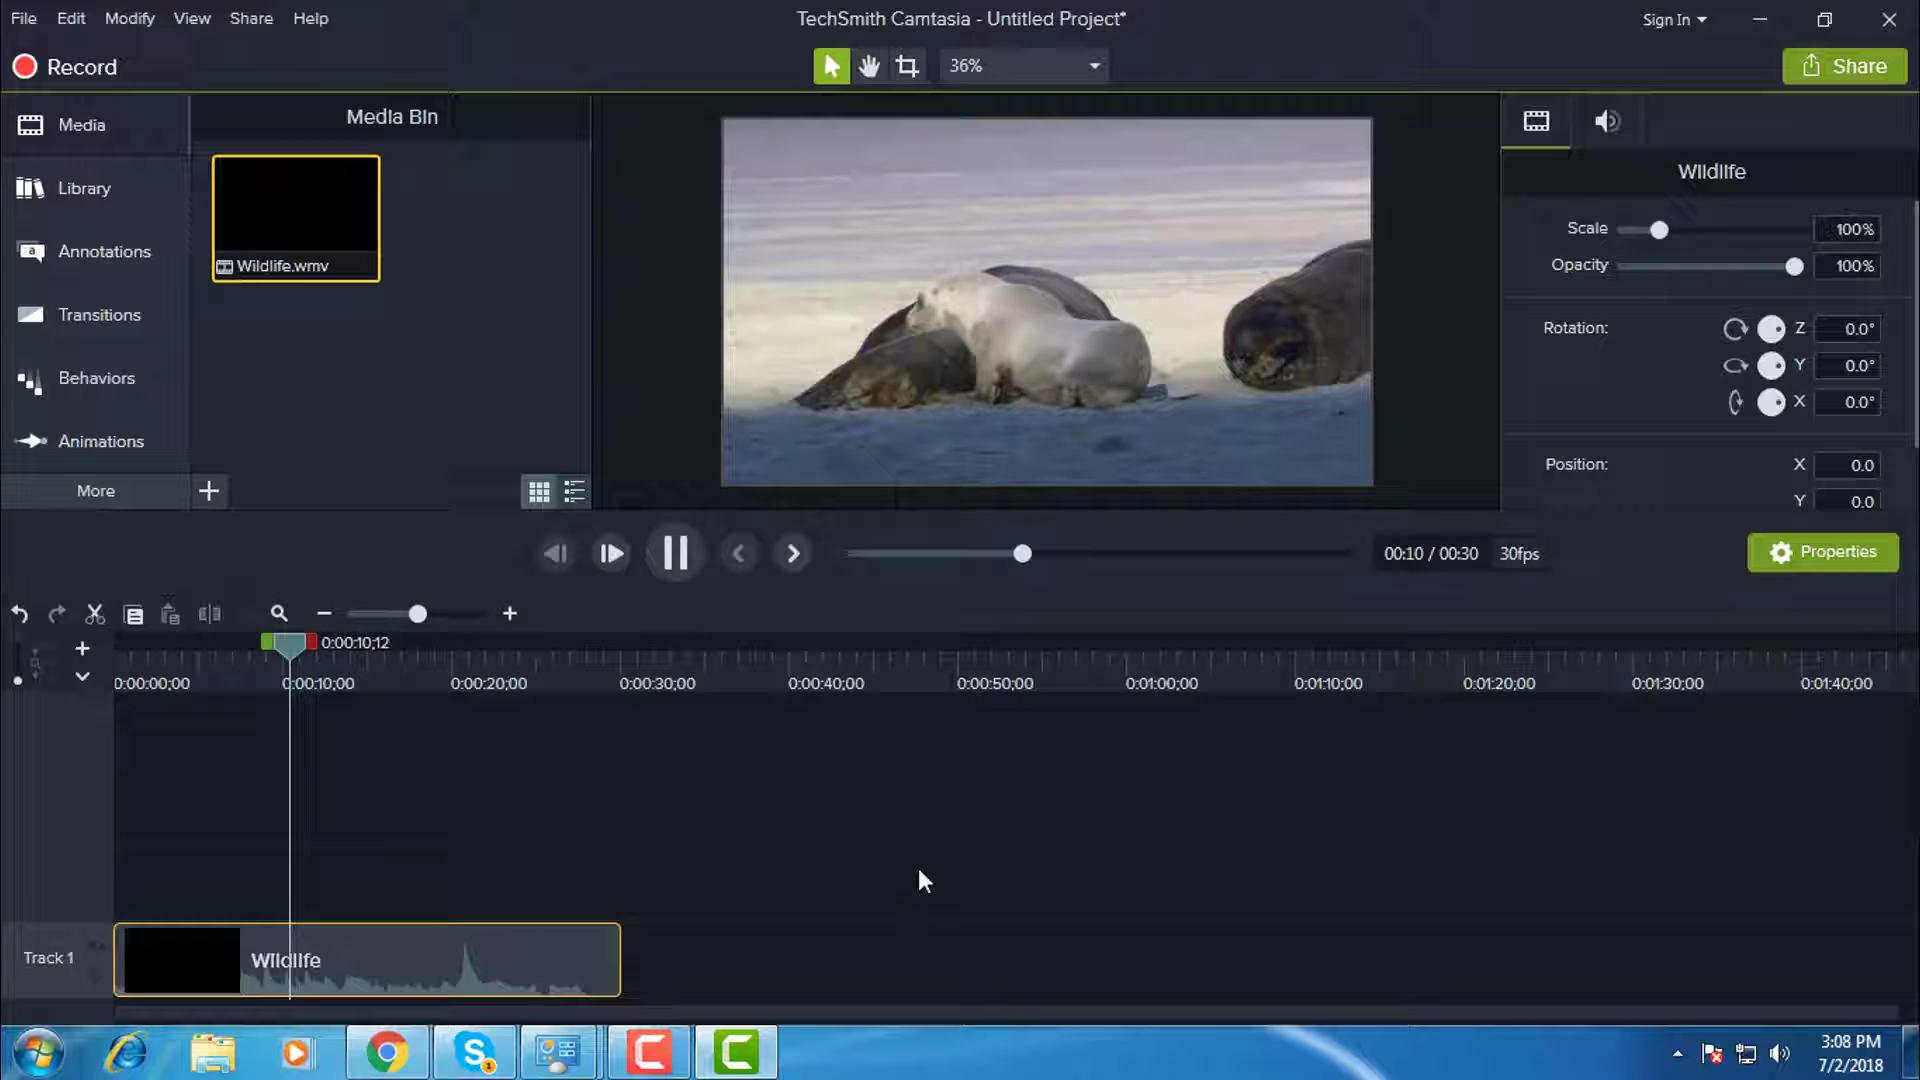 File Edit Modify View Share Help
TechSmith Camtasia - Untitled Project*
Sign In
Record
36%
Share
Media
Media Bin
Library
Wildlife.wmv
Annotations
Transitions
Behaviors
Animations
More
Wildlife
Scale 100%
Opacity 100%
Rotation: Z 0.0°
Y 0.0°
X 0.0°
Position: X 0.0
Y 0.0
00:10 / 00:30 30fps
Properties
0:00:10;12
0:00:00;00 0:00:10;00 0:00:20;00 0:00:30;00 0:00:40;00 0:00:50;00 0:01:00;00 0:01:10;00 0:01:20;00 0:01:30;00 0:01:40;00
Track 1
Wildlife
3:08 PM
7/2/2018